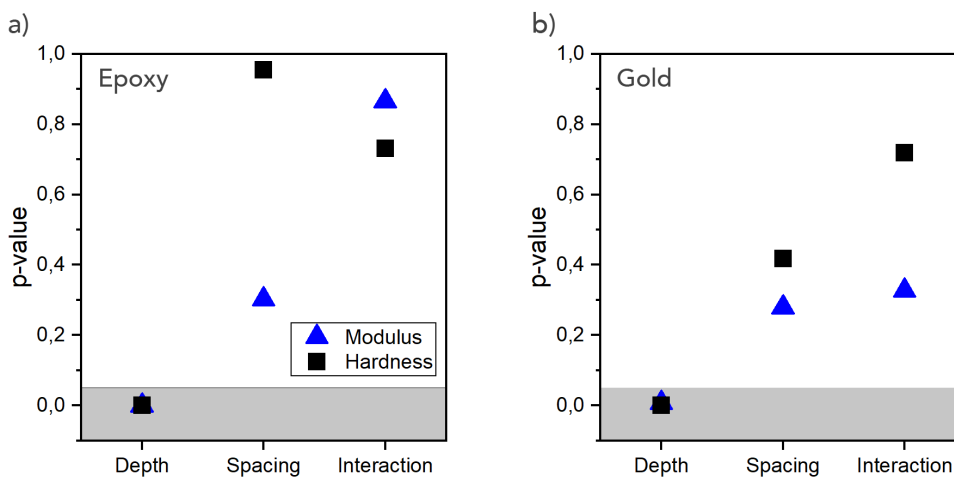 a)
Epoxy
p-value
1,0
0,8
0,6
0,4
0,2
0,0
Modulus
Hardness
Depth Spacing Interaction
b)
Gold
p-value
1,0
0,8
0,6
0,4
0,2
0,0
Depth Spacing Interaction